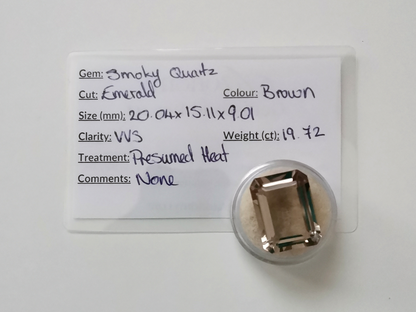 Gem: Smoky Quartz
Cut: Emerald Colour: Brown
Size (mm): 20.04x15.11x9.01
Clarity: VVS Weight (ct): 19.72
Treatment: Presumed Heat
Comments: None